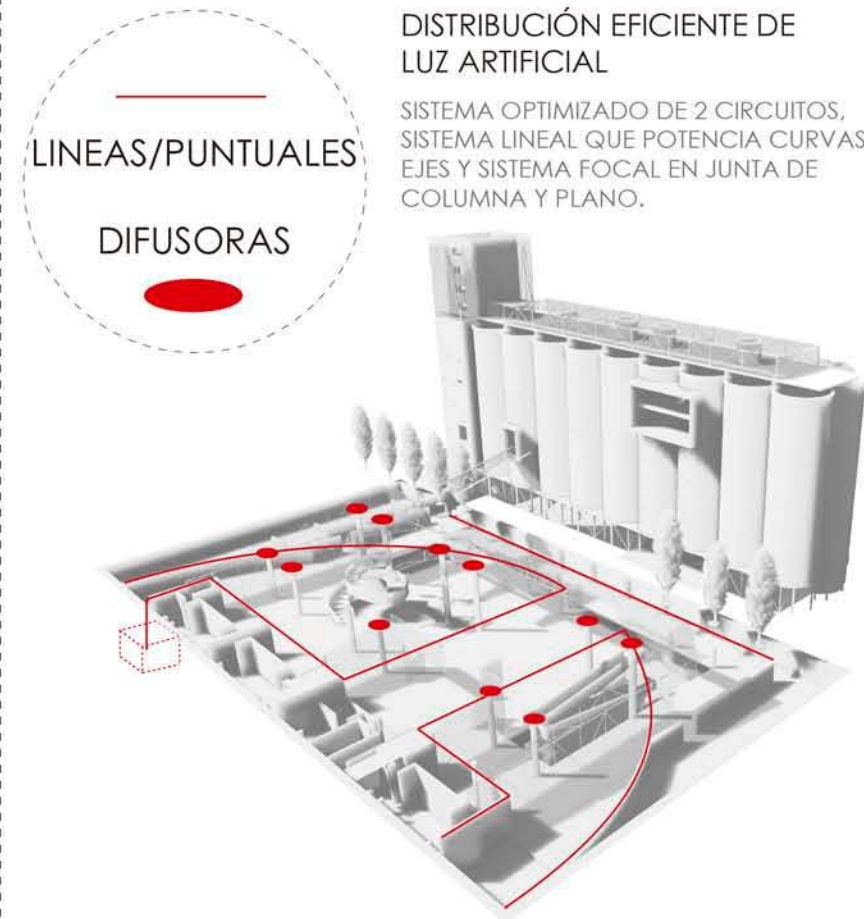 DISTRIBUCIÓN EFICIENTE DE
LUZ ARTIFICIAL
SISTEMA OPTIMIZADO DE 2 CIRCUITOS,
SISTEMA LINEAL QUE POTENCIA CURVAS
EJES Y SISTEMA FOCAL EN JUNTA DE
COLUMNA Y PLANO.
LINEAS/PUNTUALES
DIFUSORAS